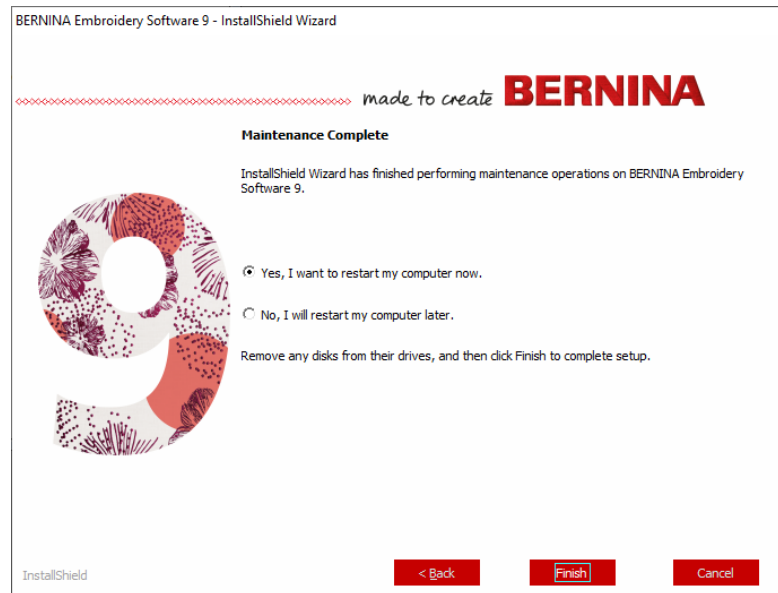 BERNINA Embroidery Software 9 - InstallShield Wizard
made to create BERNINA
Maintenance Complete
InstallShield Wizard has finished performing maintenance operations on BERNINA Embroidery
Software 9.
9
Yes, I want to restart my computer now.
No, I will restart my computer later.
Remove any disks from their drives, and then click Finish to complete setup.
InstallShield
< Back
Finish
Cancel